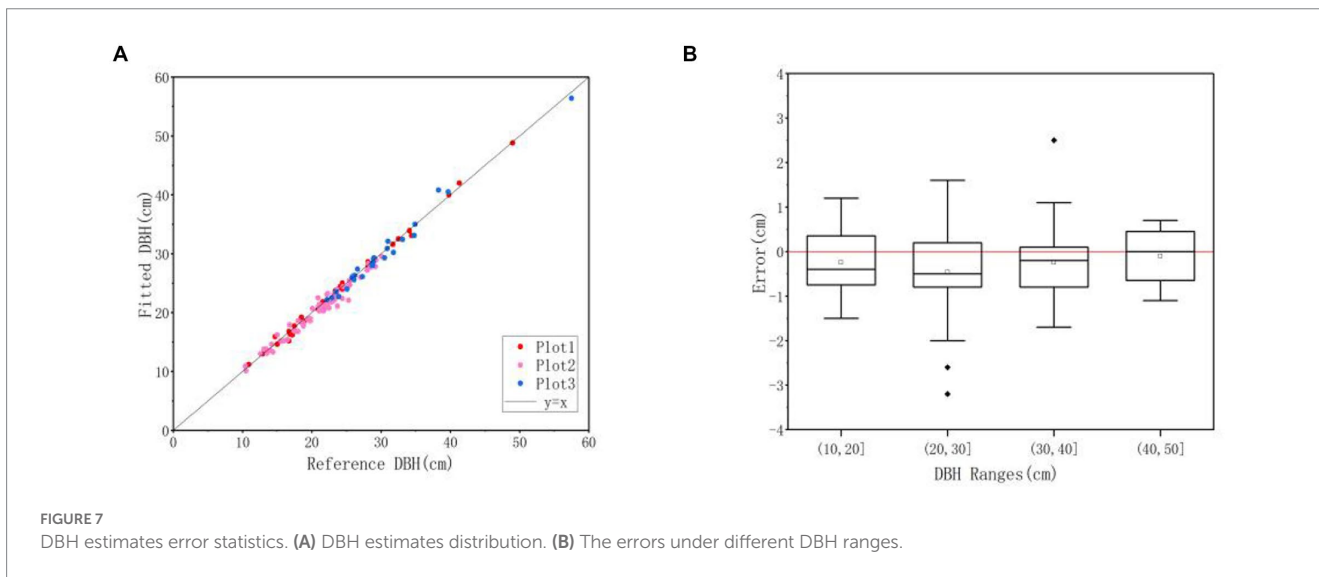 A
60
50
40
30
20
10
0
0 10 20 30 40 50 60
Fitted DBH(cm)
Reference DBH(cm)
Plot1
Plot2
Plot3
y=x
B
4
3
2
1
0
-1
-2
-3
-4
Error(cm)
(10,20] (20,30] (30,40] (40,50]
DBH Ranges(cm)
FIGURE 7
DBH estimates error statistics. (A) DBH estimates distribution. (B) The errors under different DBH ranges.